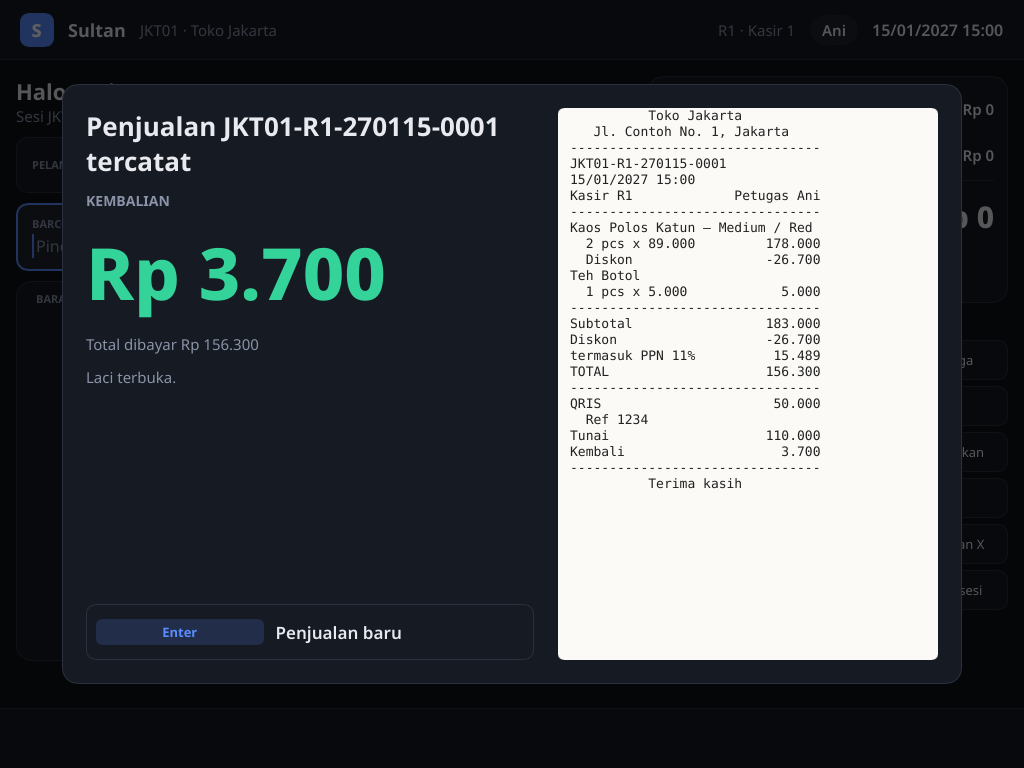 S Sultan JKT01 · Toko Jakarta R1 · Kasir 1 Ani 15/01/2027 15:00
Halo
Sesi JK
Rp 0
Rp 0
0
Penjualan JKT01-R1-270115-0001
tercatat
KEMBALIAN
Rp 3.700
Total dibayar Rp 156.300
Laci terbuka.
Enter Penjualan baru
Toko Jakarta
Jl. Contoh No. 1, Jakarta
--------------------------------
JKT01-R1-270115-0001
15/01/2027 15:00
Kasir R1 Petugas Ani
--------------------------------
Kaos Polos Katun — Medium / Red
2 pcs x 89.000 178.000
Diskon -26.700
Teh Botol
1 pcs x 5.000 5.000
--------------------------------
Subtotal 183.000
Diskon -26.700
termasuk PPN 11% 15.489
TOTAL 156.300
--------------------------------
QRIS 50.000
Ref 1234
Tunai 110.000
Kembali 3.700
--------------------------------
Terima kasih